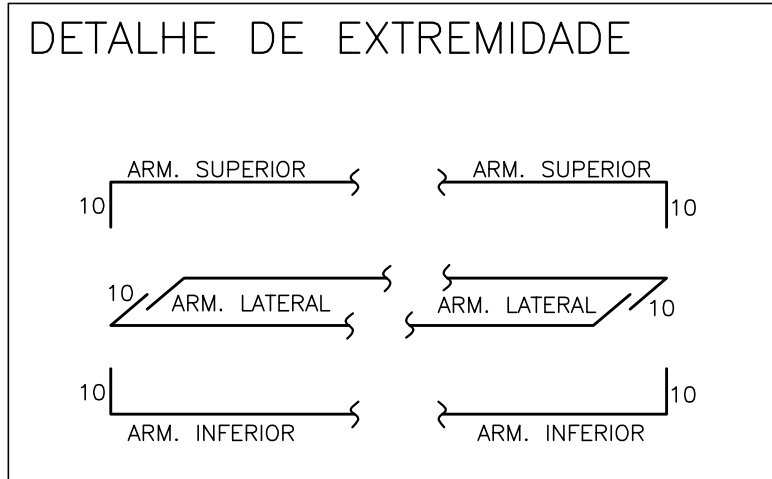 DETALHE DE EXTREMIDADE
ARM. SUPERIOR ARM. SUPERIOR
10 10
10 ARM. LATERAL ARM. LATERAL 10
10 10
ARM. INFERIOR ARM. INFERIOR